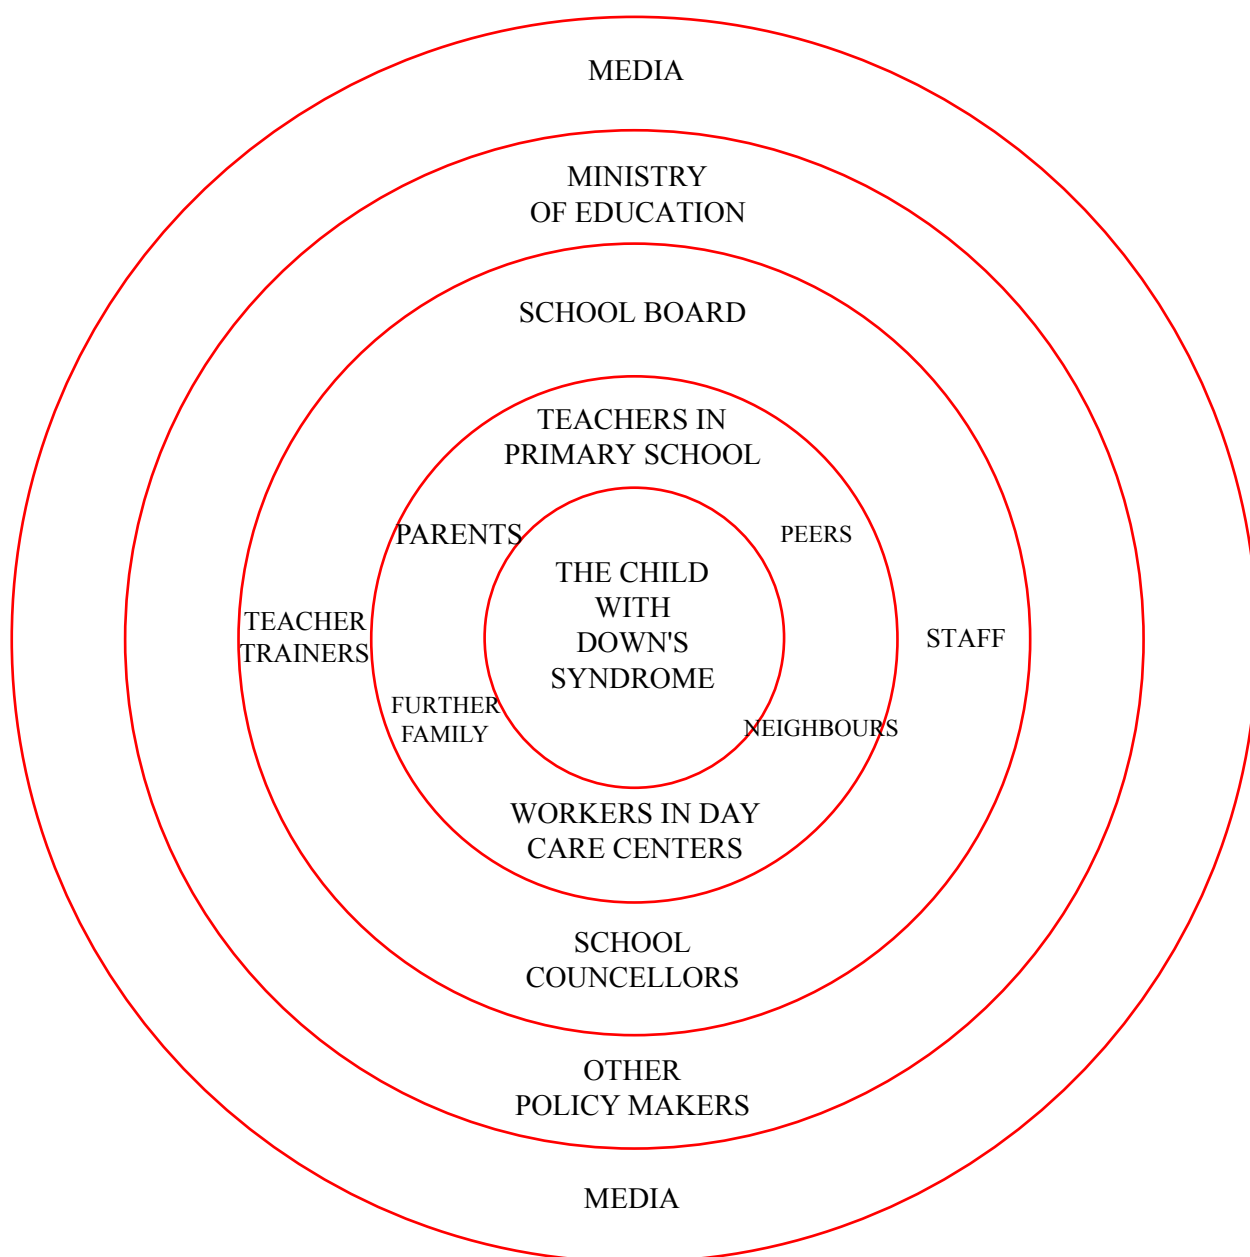 MEDIA
MINISTRY
OF EDUCATION
SCHOOL BOARD
TEACHERS IN
PRIMARY SCHOOL
PARENTS
PEERS
THE CHILD
WITH
DOWN'S
SYNDROME
TEACHER
TRAINERS
STAFF
FURTHER
FAMILY
NEIGHBOURS
WORKERS IN DAY
CARE CENTERS
SCHOOL
COUNCELLORS
OTHER
POLICY MAKERS
MEDIA